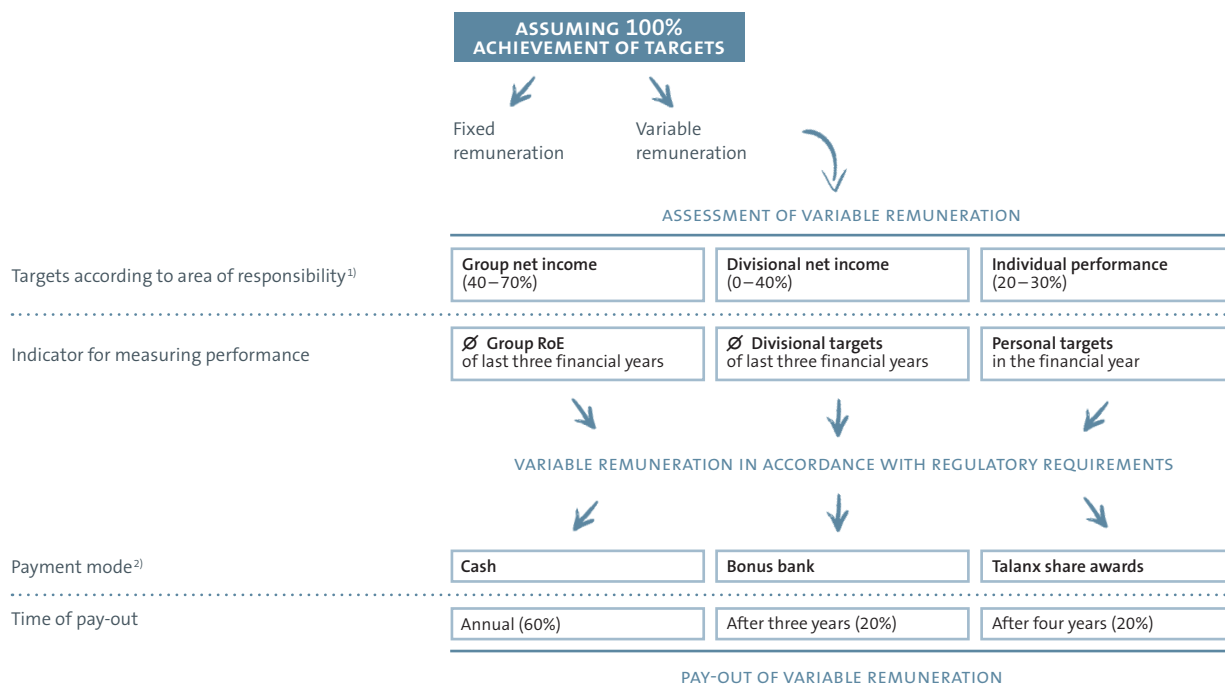 ASSUMING 100%
ACHIEVEMENT OF TARGETS
Fixed
remuneration
Variable
remuneration
ASSESSMENT OF VARIABLE REMUNERATION
Targets according to area of responsibility¹⁾
Group net income
(40–70%)
Divisional net income
(0–40%)
Individual performance
(20–30%)
Indicator for measuring performance
Ø Group RoE
of last three financial years
Ø Divisional targets
of last three financial years
Personal targets
in the financial year
VARIABLE REMUNERATION IN ACCORDANCE WITH REGULATORY REQUIREMENTS
Payment mode²⁾
Cash
Bonus bank
Talanx share awards
Time of pay-out
Annual (60%)
After three years (20%)
After four years (20%)
PAY-OUT OF VARIABLE REMUNERATION